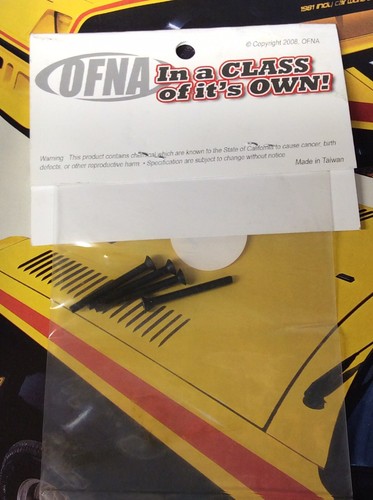 © Copyright 2008, OFNA
OFNA
In a CLASS
of it's OWN!
Warning This product contains chemical which are known to the State of California to cause cancer, birth
defects, or other reproductive harm. • Specification are subject to change without notice.
Made in Taiwan